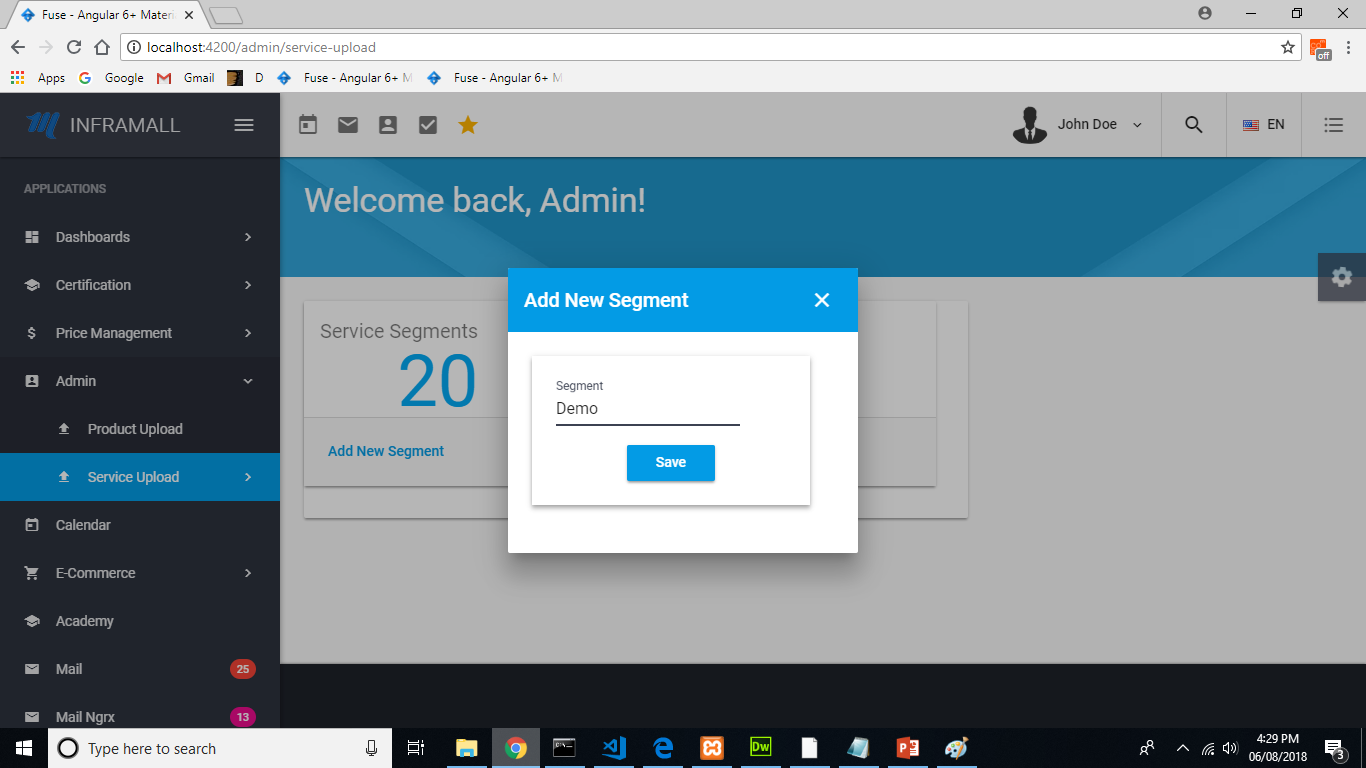 Fuse - Angular 6+ Materi
localhost:4200/admin/service-upload
off
Apps
Google
Gmail
D
Fuse - Angular 6+ M
Fuse - Angular 6+ M
INFRAMALL
John Doe
EN
APPLICATIONS
Dashboards
Certification
Price Management
Admin
Product Upload
Service Upload
Calendar
E-Commerce
Academy
Mail
25
Mail Ngrx
13
Welcome back, Admin!
Service Segments
20
Add New Segment
Add New Segment
Segment
Demo
Save
Type here to search
Dw
4:29 PM
06/08/2018
3